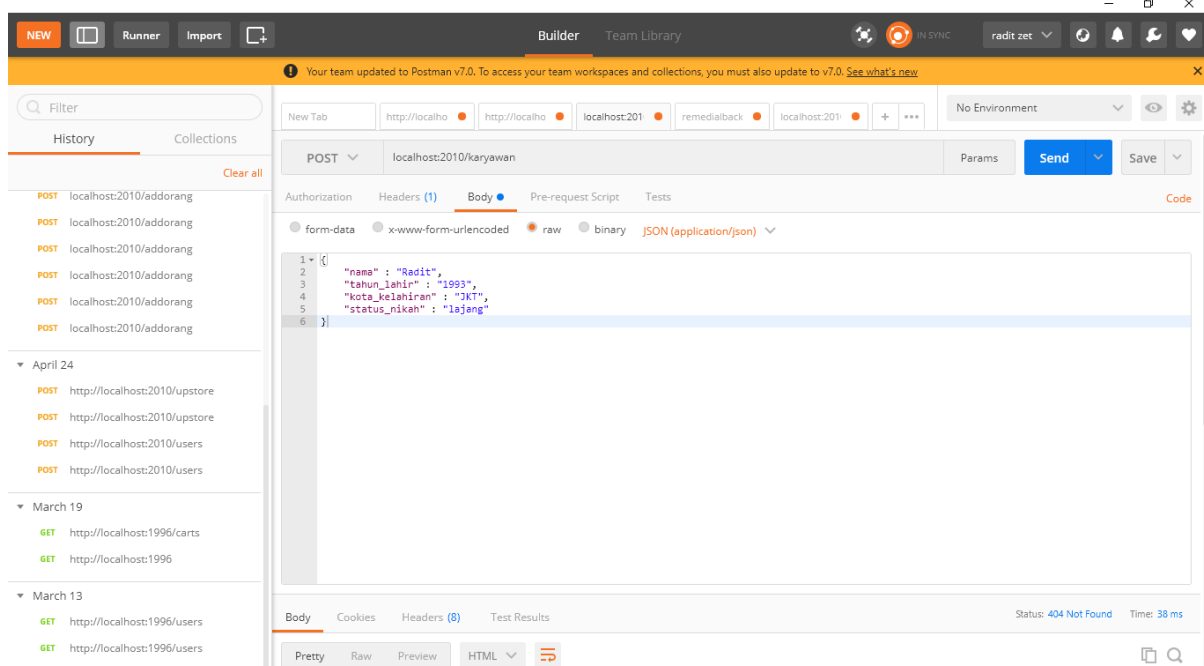 NEW Runner Import Builder Team Library IN SYNC radit zet
Your team updated to Postman v7.0. To access your team workspaces and collections, you must also update to v7.0. See what's new
Filter
History Collections
Clear all
POST localhost:2010/addorang
POST localhost:2010/addorang
POST localhost:2010/addorang
POST localhost:2010/addorang
POST localhost:2010/addorang
POST localhost:2010/addorang
April 24
POST http://localhost:2010/upstore
POST http://localhost:2010/upstore
POST http://localhost:2010/users
POST http://localhost:2010/users
March 19
GET http://localhost:1996/carts
GET http://localhost:1996
March 13
GET http://localhost:1996/users
GET http://localhost:1996/users
New Tab http://localho http://localho localhost:201 remedialback localhost:201 + ••• No Environment
POST localhost:2010/karyawan Params Send Save
Authorization Headers (1) Body Pre-request Script Tests Code
form-data x-www-form-urlencoded raw binary JSON (application/json)
1 {
2 "nama" : "Radit",
3 "tahun_lahir" : "1993",
4 "kota_kelahiran" : "JKT",
5 "status_nikah" : "lajang"
6 }
Body Cookies Headers (8) Test Results Status: 404 Not Found Time: 38 ms
Pretty Raw Preview HTML